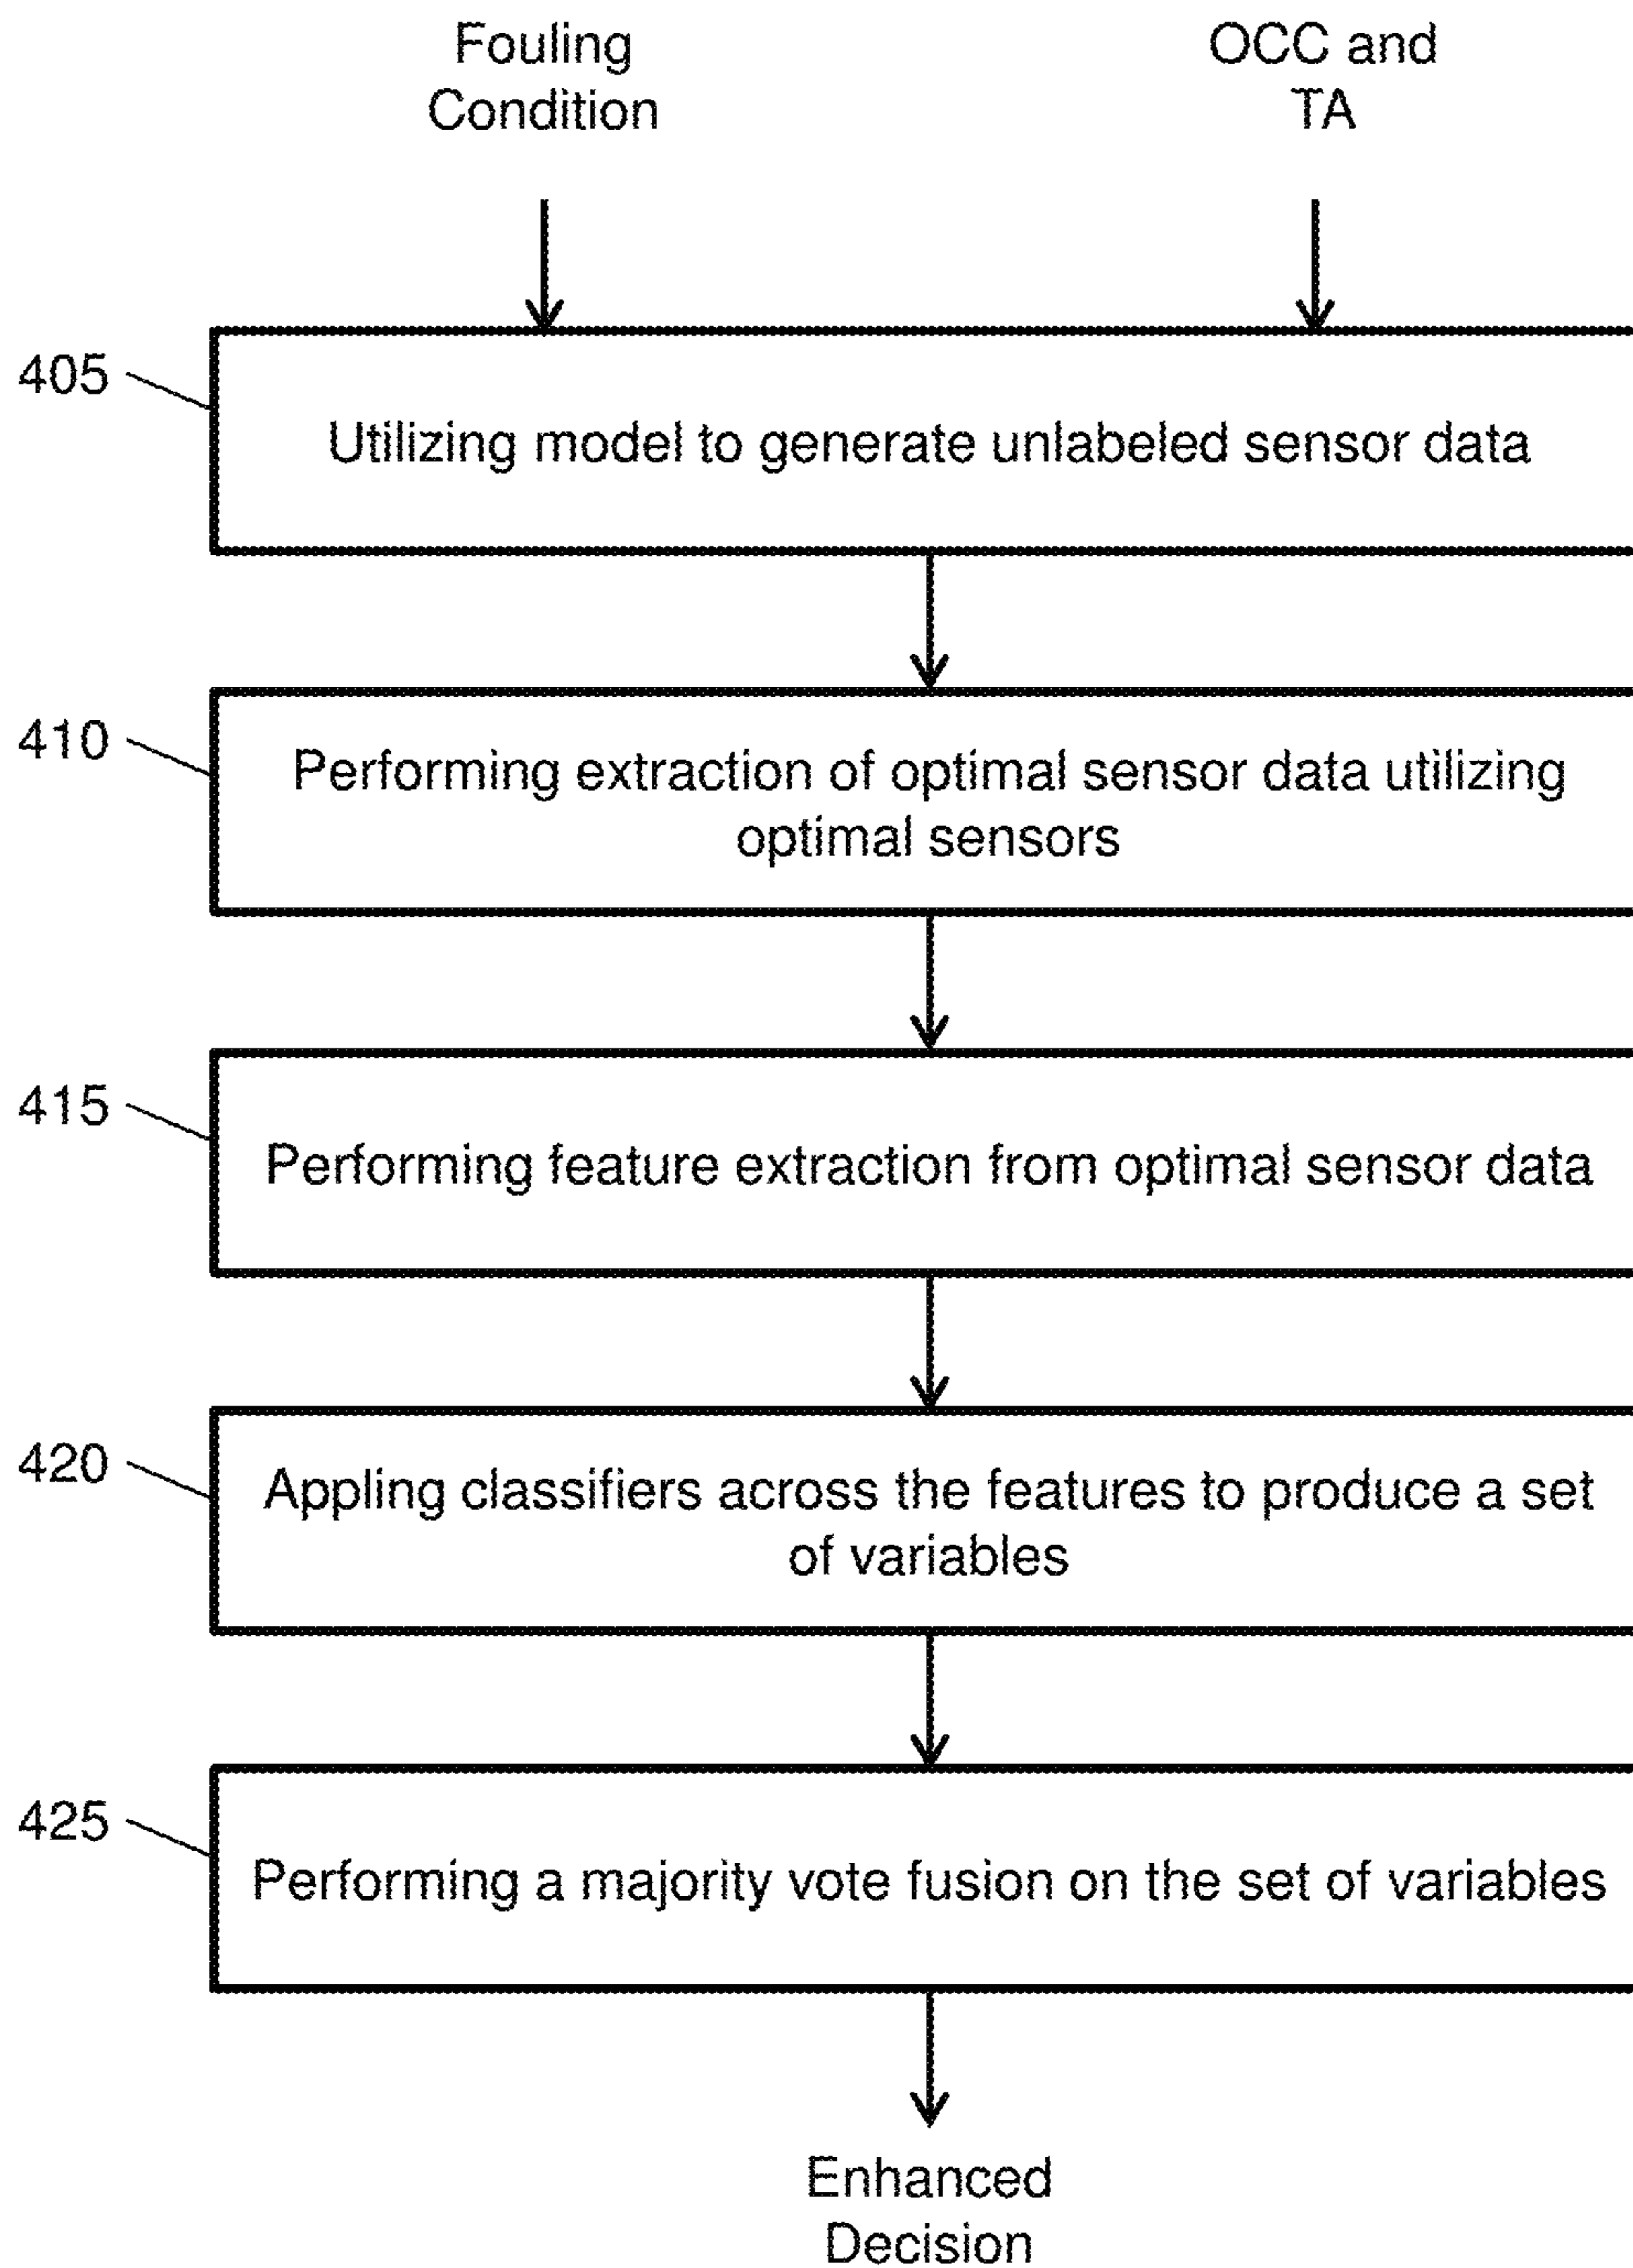 Fouling
Condition
OCC and
TA
405
Utilizing model to generate unlabeled sensor data
410
Performing extraction of optimal sensor data utilizing
optimal sensors
415
Performing feature extraction from optimal sensor data
420
Appling classifiers across the features to produce a set
of variables
425
Performing a majority vote fusion on the set of variables
Enhanced
Decision